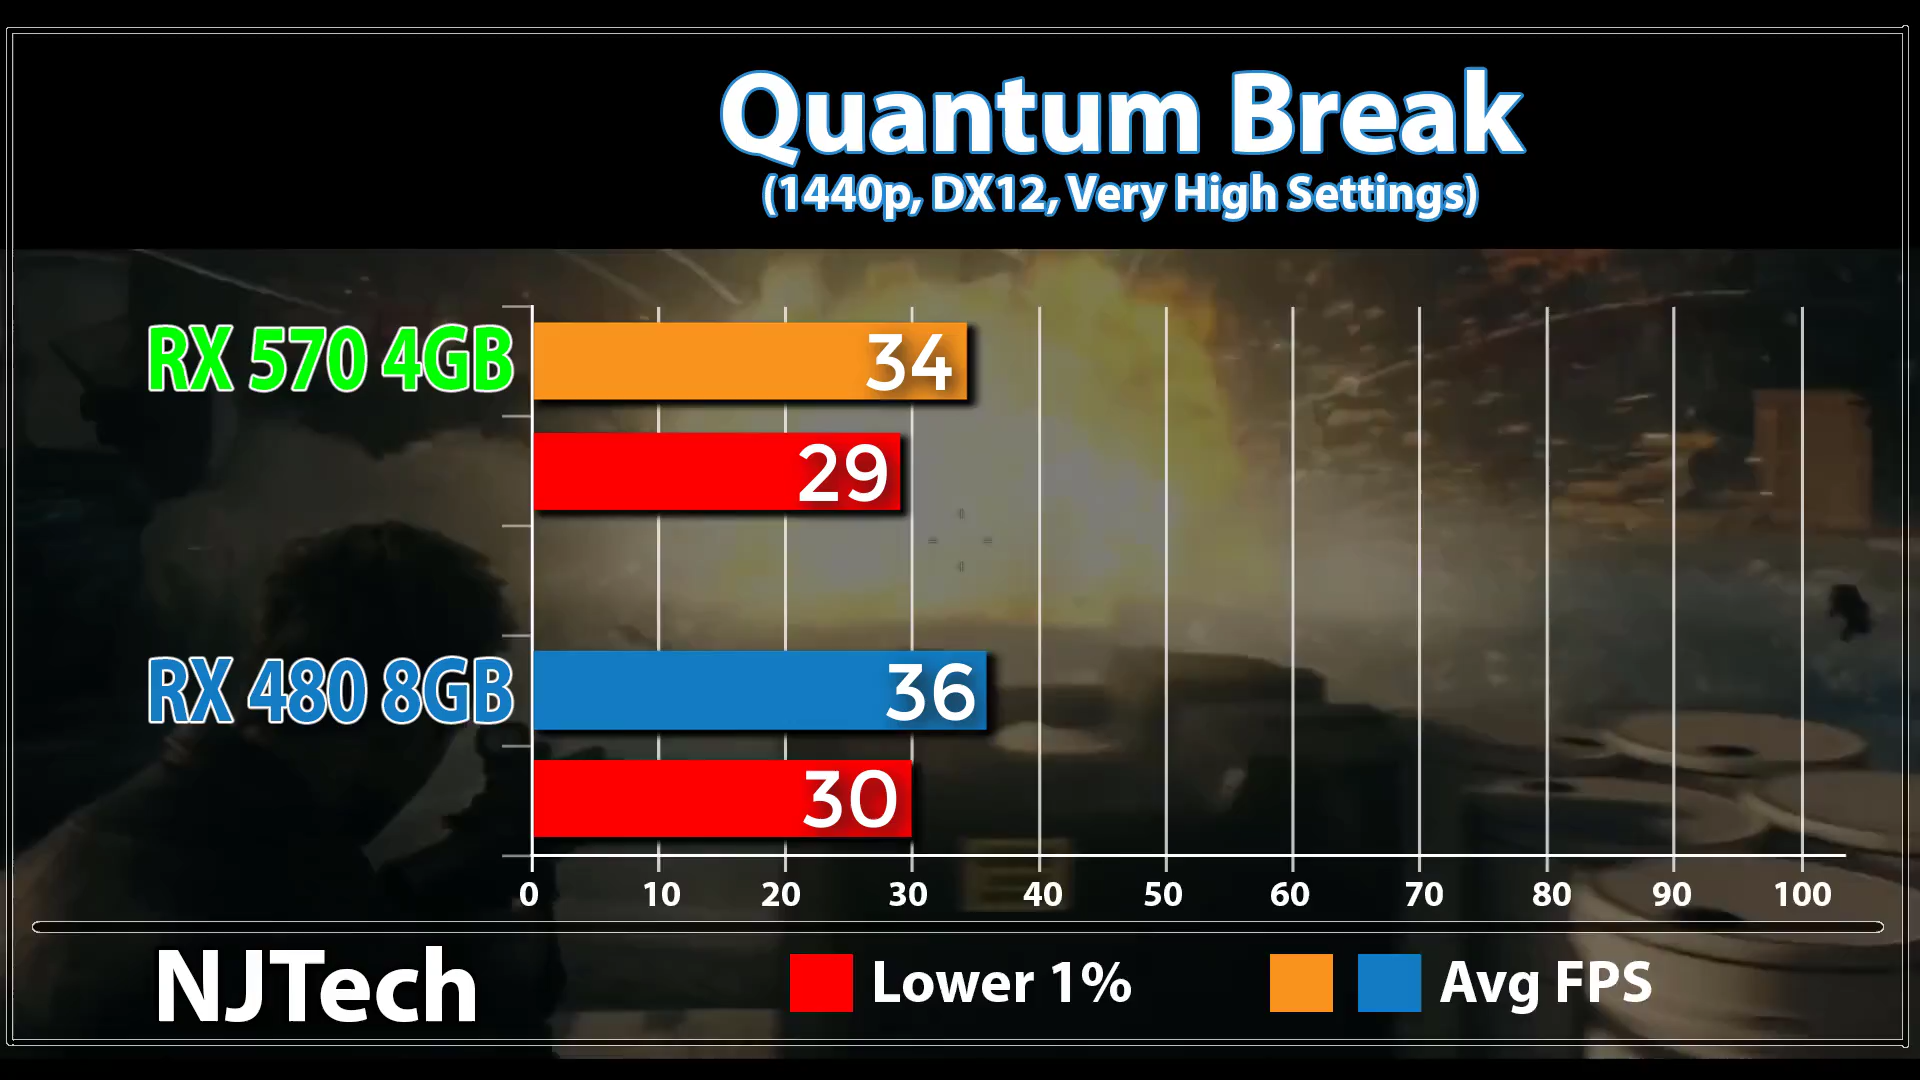 Quantum Break
(1440p, DX12, Very High Settings)
RX 570 4GB
34
29
RX 480 8GB
36
30
0 10 20 30 40 50 60 70 80 90 100
NJTech
Lower 1%
Avg FPS